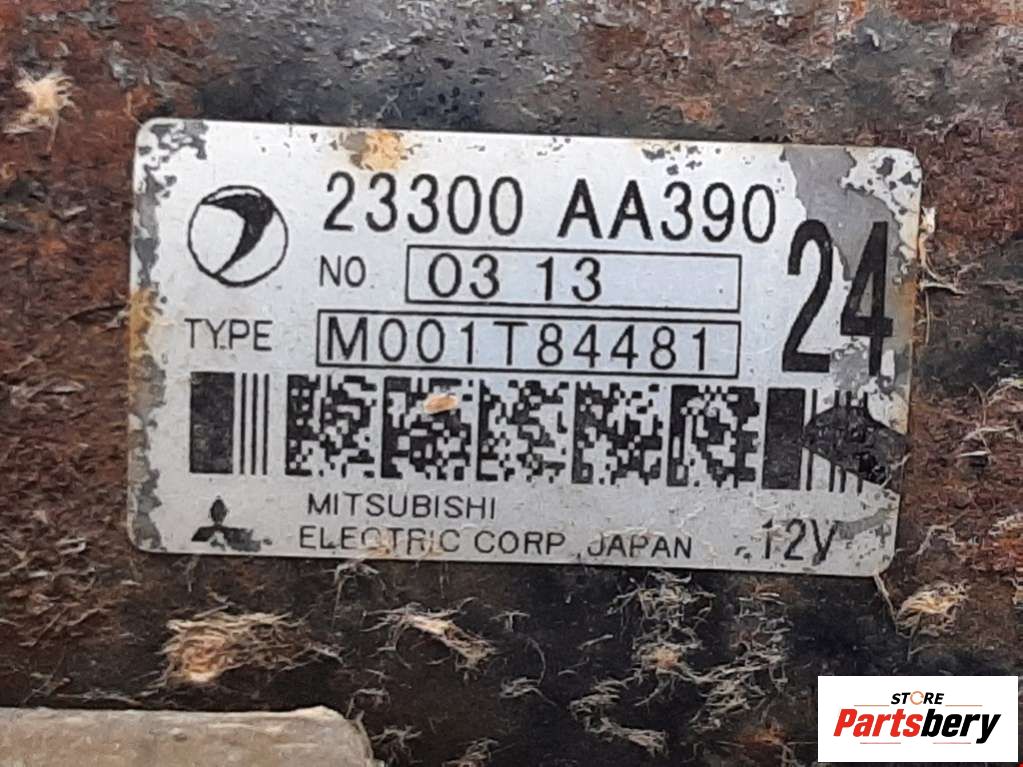 23300 AA390
24
NO. 03 13
TYPE M001T84481
MITSUBISHI
ELECTRIC CORP. JAPAN 12V
STORE
Partsbery